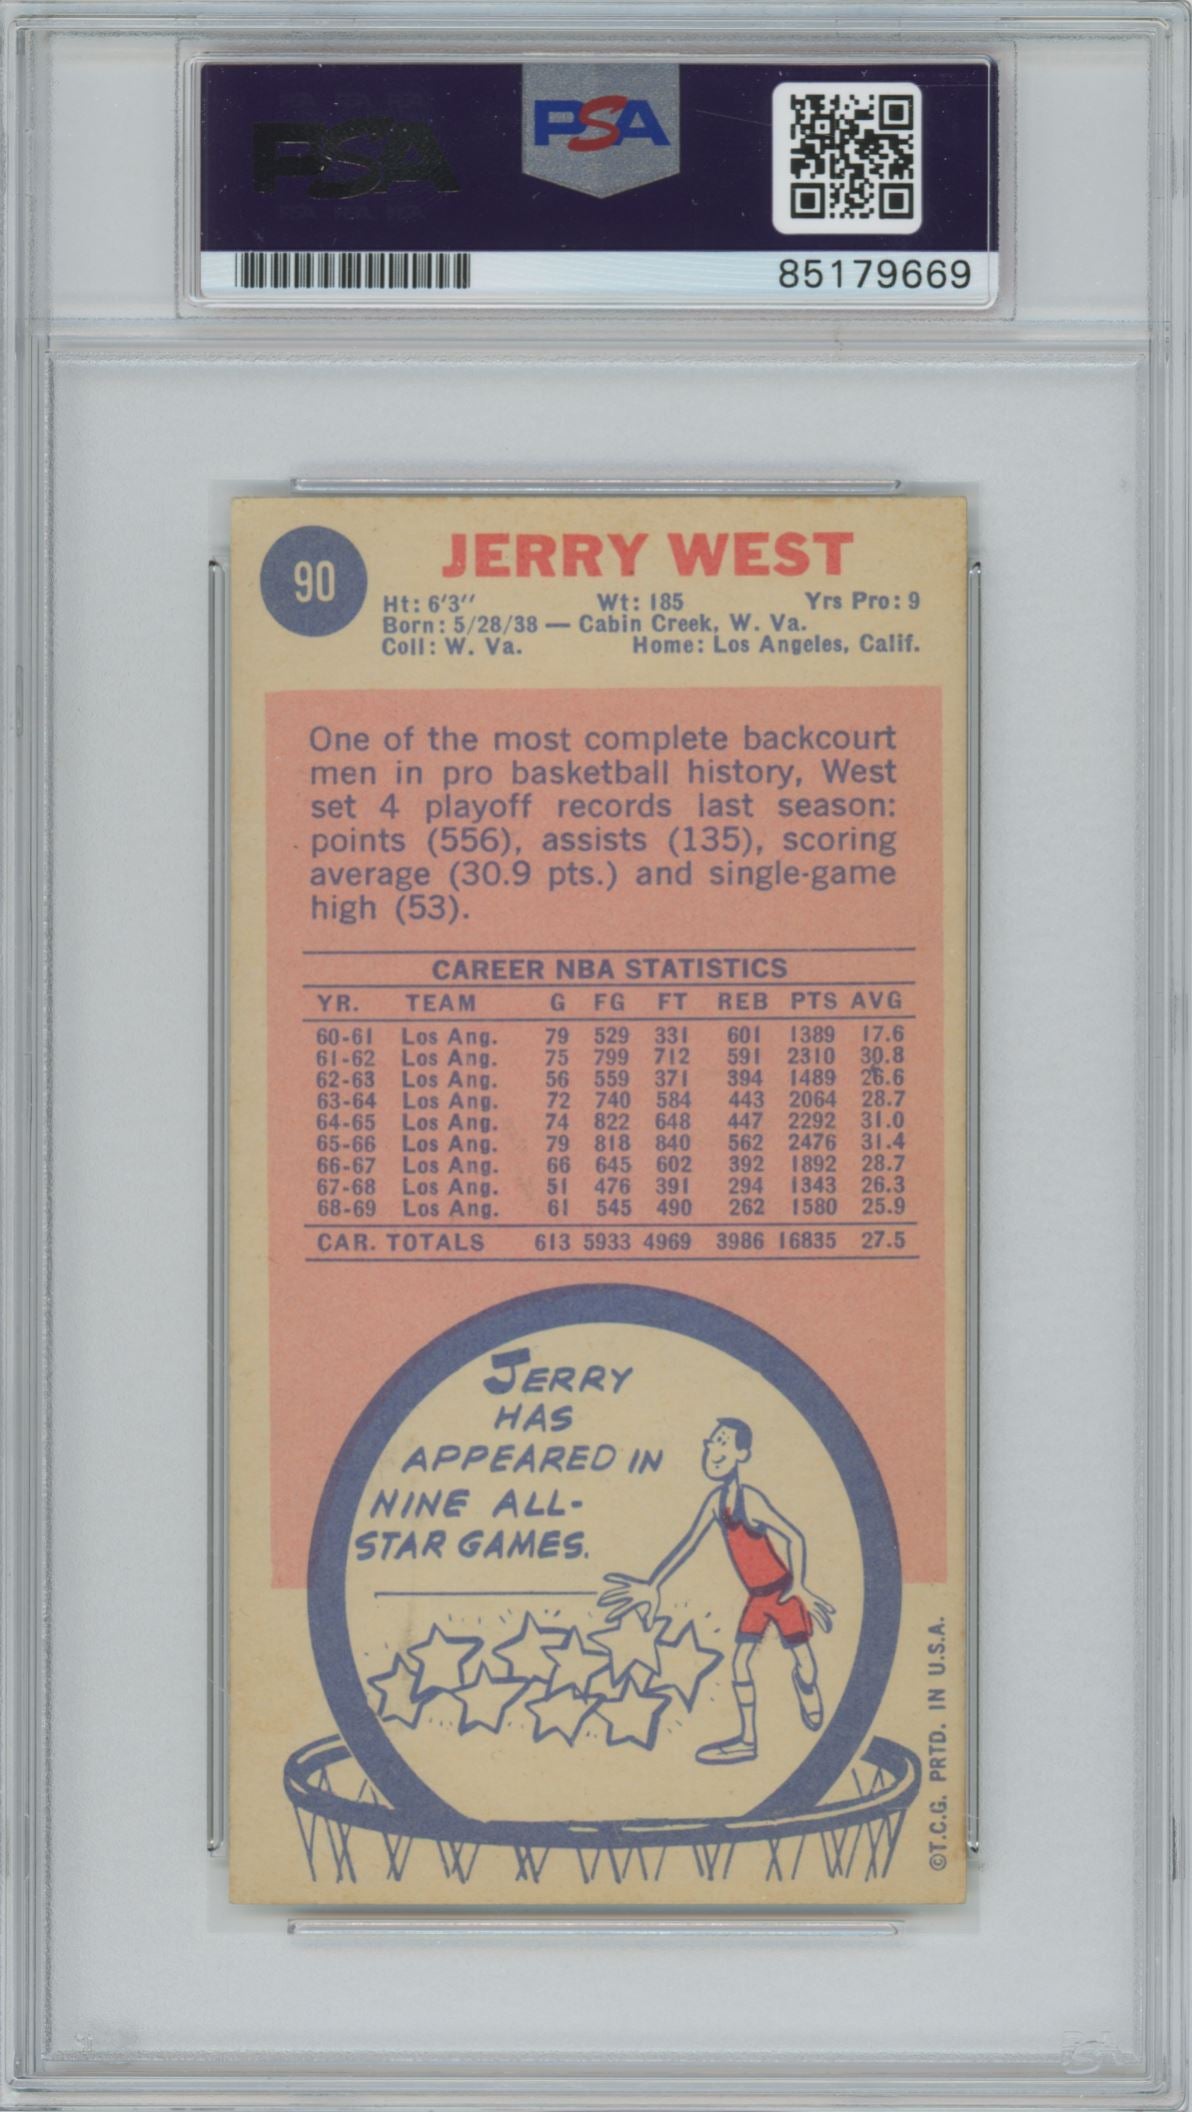 PSA
PSA
85179669
90
JERRY WEST
Ht: 6'3'' Wt: 185 Yrs Pro: 9
Born: 5/28/38 — Cabin Creek, W. Va.
Coll: W. Va. Home: Los Angeles, Calif.
One of the most complete backcourt
men in pro basketball history, West
set 4 playoff records last season:
points (556), assists (135), scoring
average (30.9 pts.) and single-game
high (53).
CAREER NBA STATISTICS
YR. TEAM G FG FT REB PTS AVG
60-61 Los Ang. 79 529 331 601 1389 17.6
61-62 Los Ang. 75 799 712 591 2310 30.8
62-63 Los Ang. 56 559 371 394 1489 26.6
63-64 Los Ang. 72 740 584 443 2064 28.7
64-65 Los Ang. 74 822 648 447 2292 31.0
65-66 Los Ang. 79 818 840 562 2476 31.4
66-67 Los Ang. 66 645 602 392 1892 28.7
67-68 Los Ang. 51 476 391 294 1343 26.3
68-69 Los Ang. 61 545 490 262 1580 25.9
CAR. TOTALS 613 5933 4969 3986 16835 27.5
JERRY
HAS
APPEARED IN
NINE ALL-
STAR GAMES.
©T.C.G. PRTD. IN U.S.A.
PSA